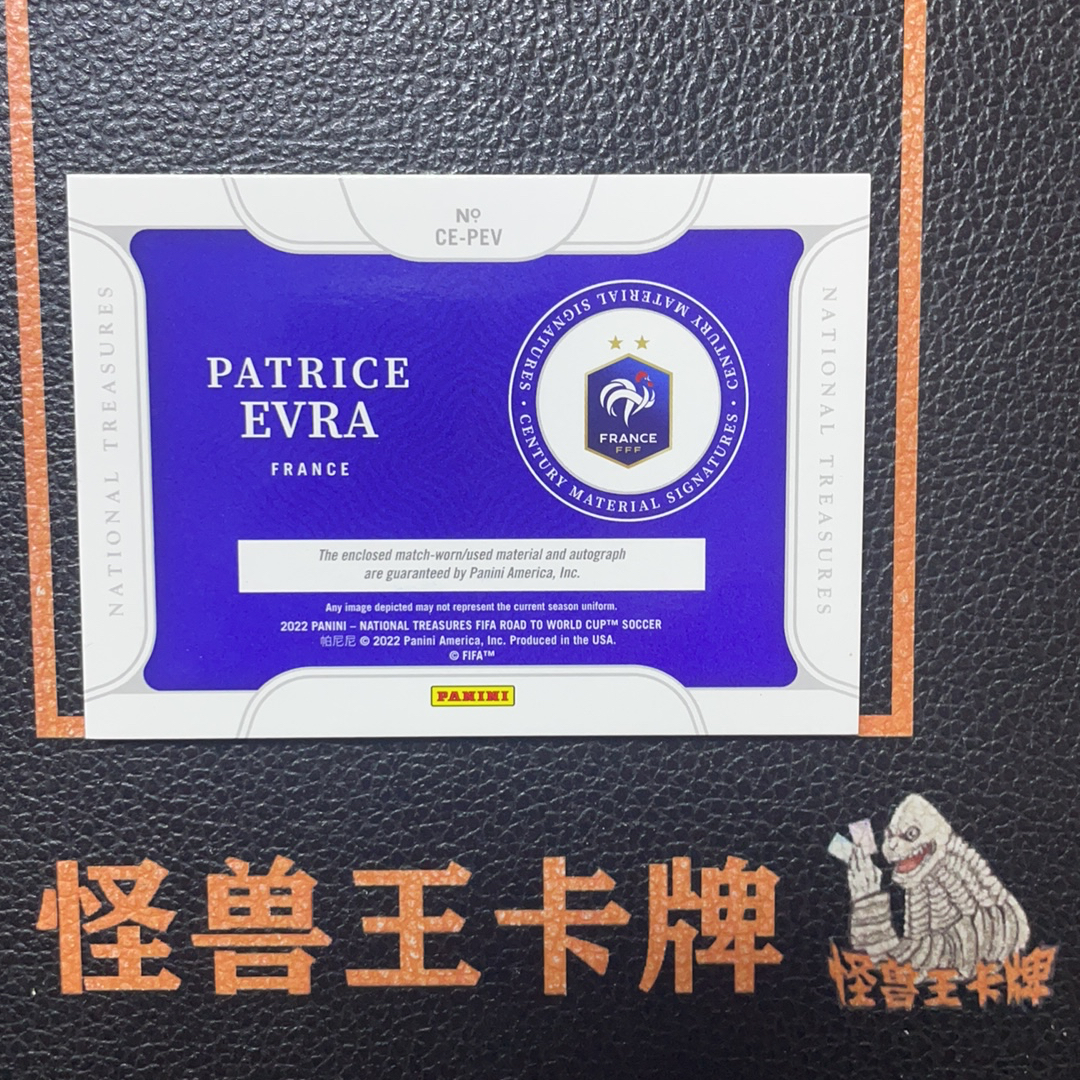 Nº
CE-PEV
NATIONAL TREASURES
PATRICE
EVRA
FRANCE
CENTURY MATERIAL SIGNATURES • CENTURY MATERIAL SIGNATURES •
FRANCE
FFF
NATIONAL TREASURES
The enclosed match-worn/used material and autograph
are guaranteed by Panini America, Inc.
Any image depicted may not represent the current season uniform.
2022 PANINI – NATIONAL TREASURES FIFA ROAD TO WORLD CUP™ SOCCER
帕尼尼 © 2022 Panini America, Inc. Produced in the USA.
© FIFA™
PANINI
怪兽王卡牌
怪兽王卡牌